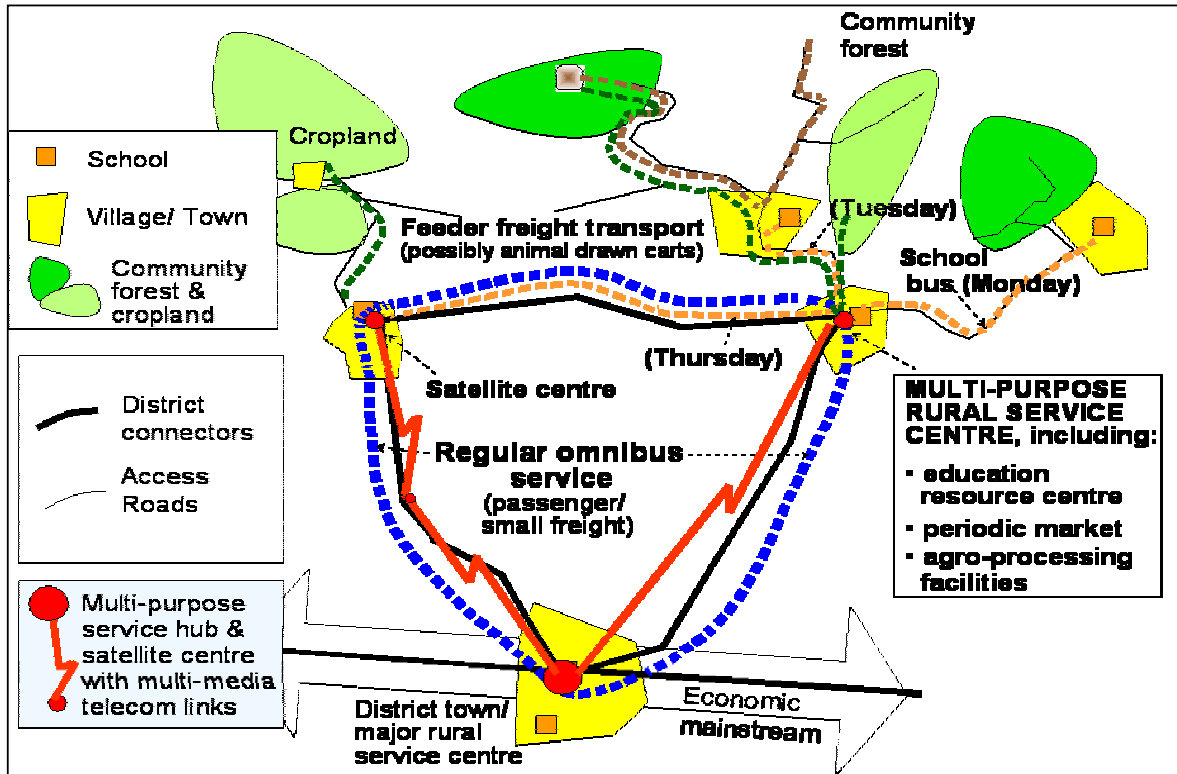 Community
forest
Cropland
School
Village/ Town
Community
forest &
cropland
Feeder freight transport
(possibly animal drawn carts)
(Tuesday)
School
bus (Monday)
(Thursday)
Satellite centre
District
connectors
Access
Roads
Regular omnibus
service
(passenger/
small freight)
MULTI-PURPOSE
RURAL SERVICE
CENTRE, including:
▪ education
resource centre
▪ periodic market
▪ agro-processing
facilities
Multi-purpose
service hub &
satellite centre
with multi-media
telecom links
District town/
major rural
service centre
Economic
mainstream